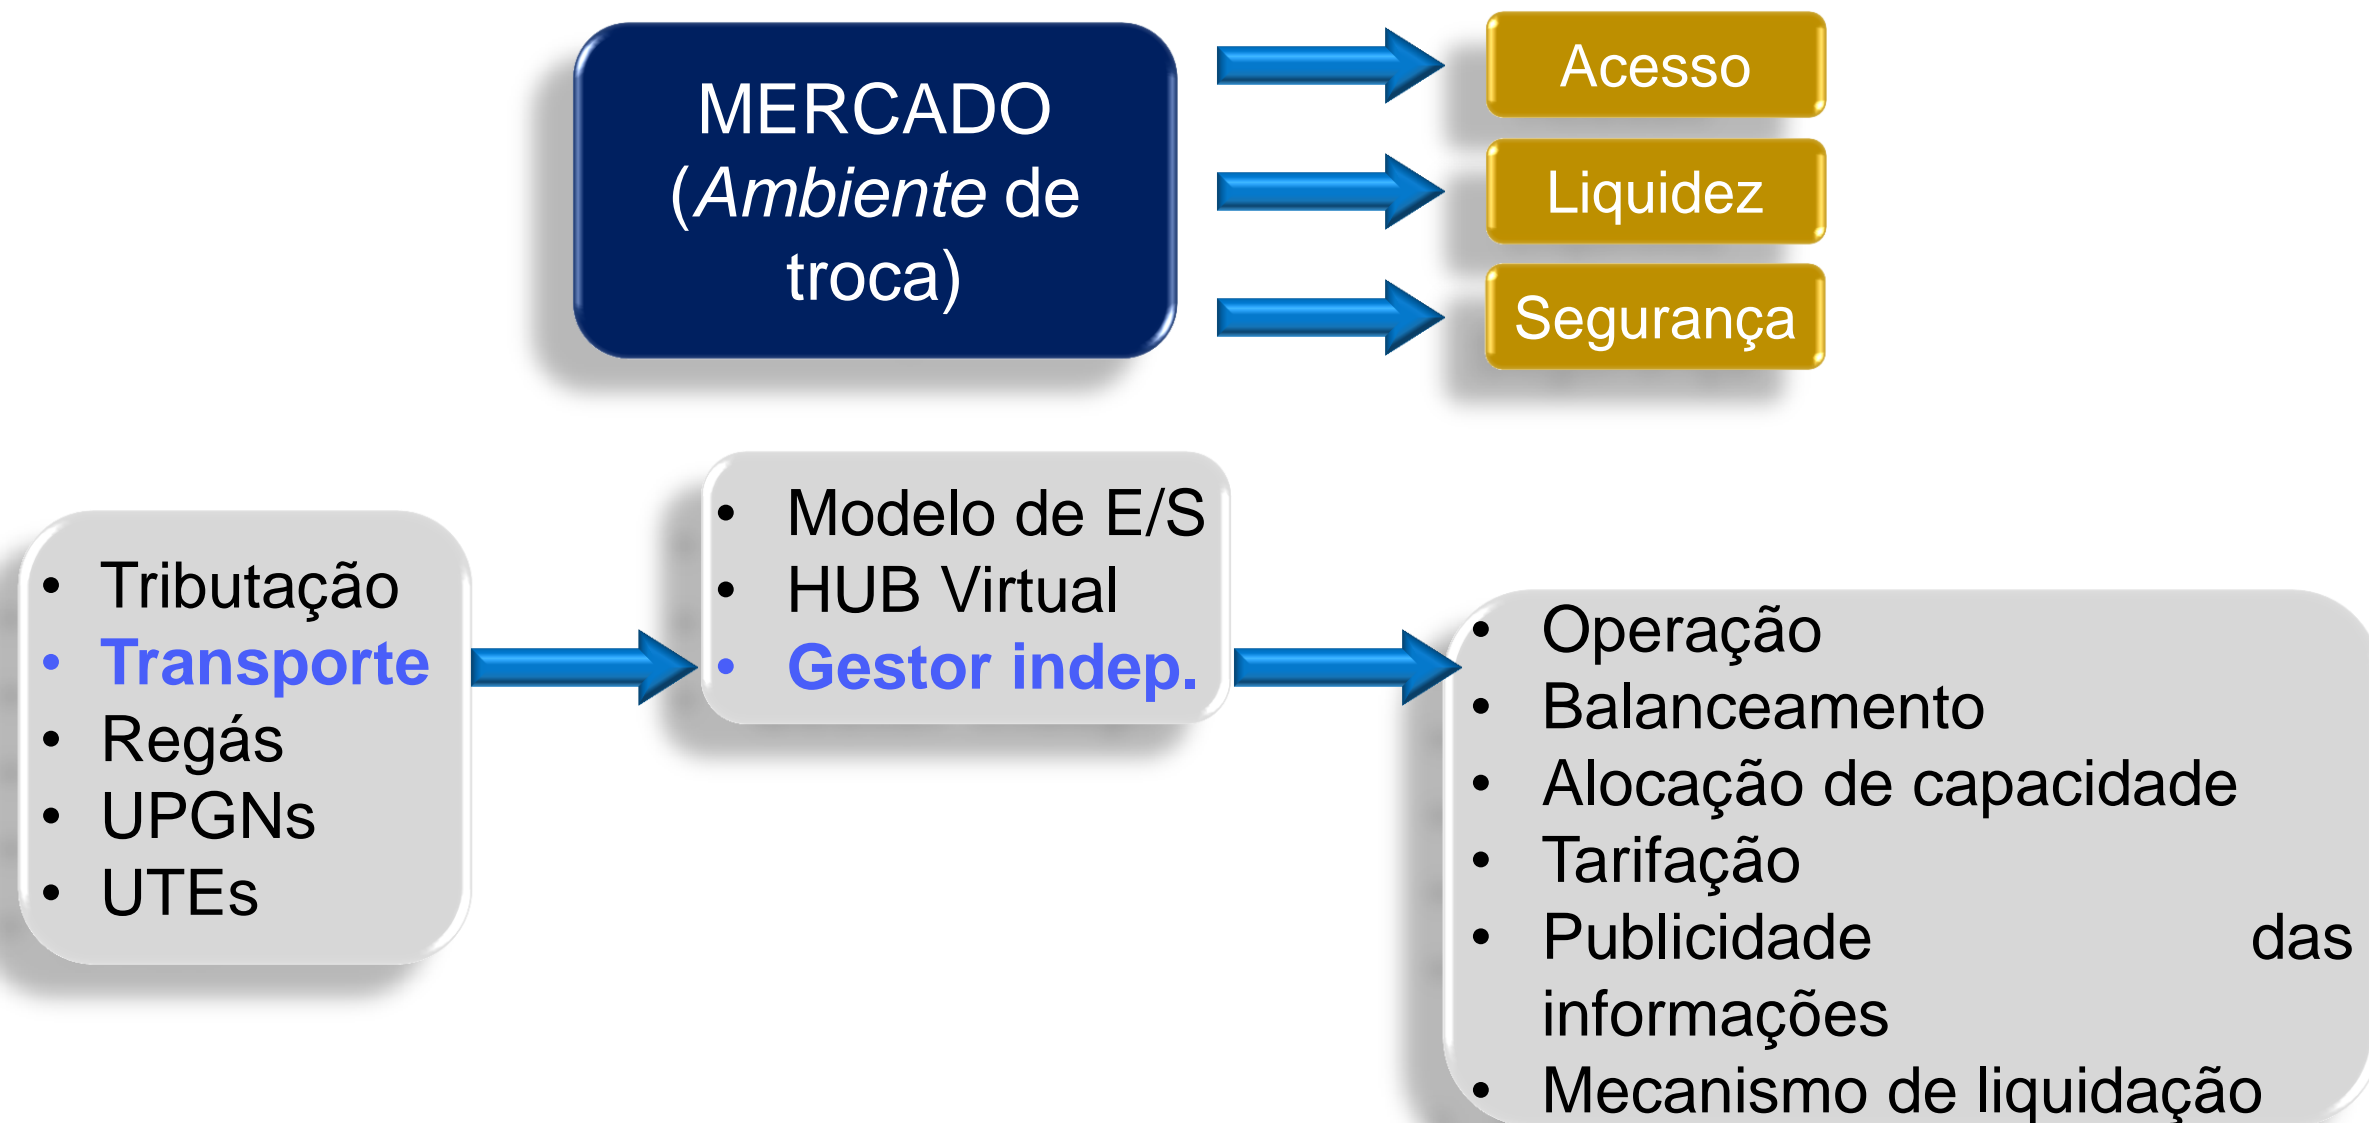 MERCADO
(Ambiente de
troca)
Acesso
Liquidez
Segurança
• Tributação
• Transporte
• Regás
• UPGNs
• UTEs
• Modelo de E/S
• HUB Virtual
• Gestor indep.
• Operação
• Balanceamento
• Alocação de capacidade
• Tarifação
• Publicidade das
informações
• Mecanismo de liquidação